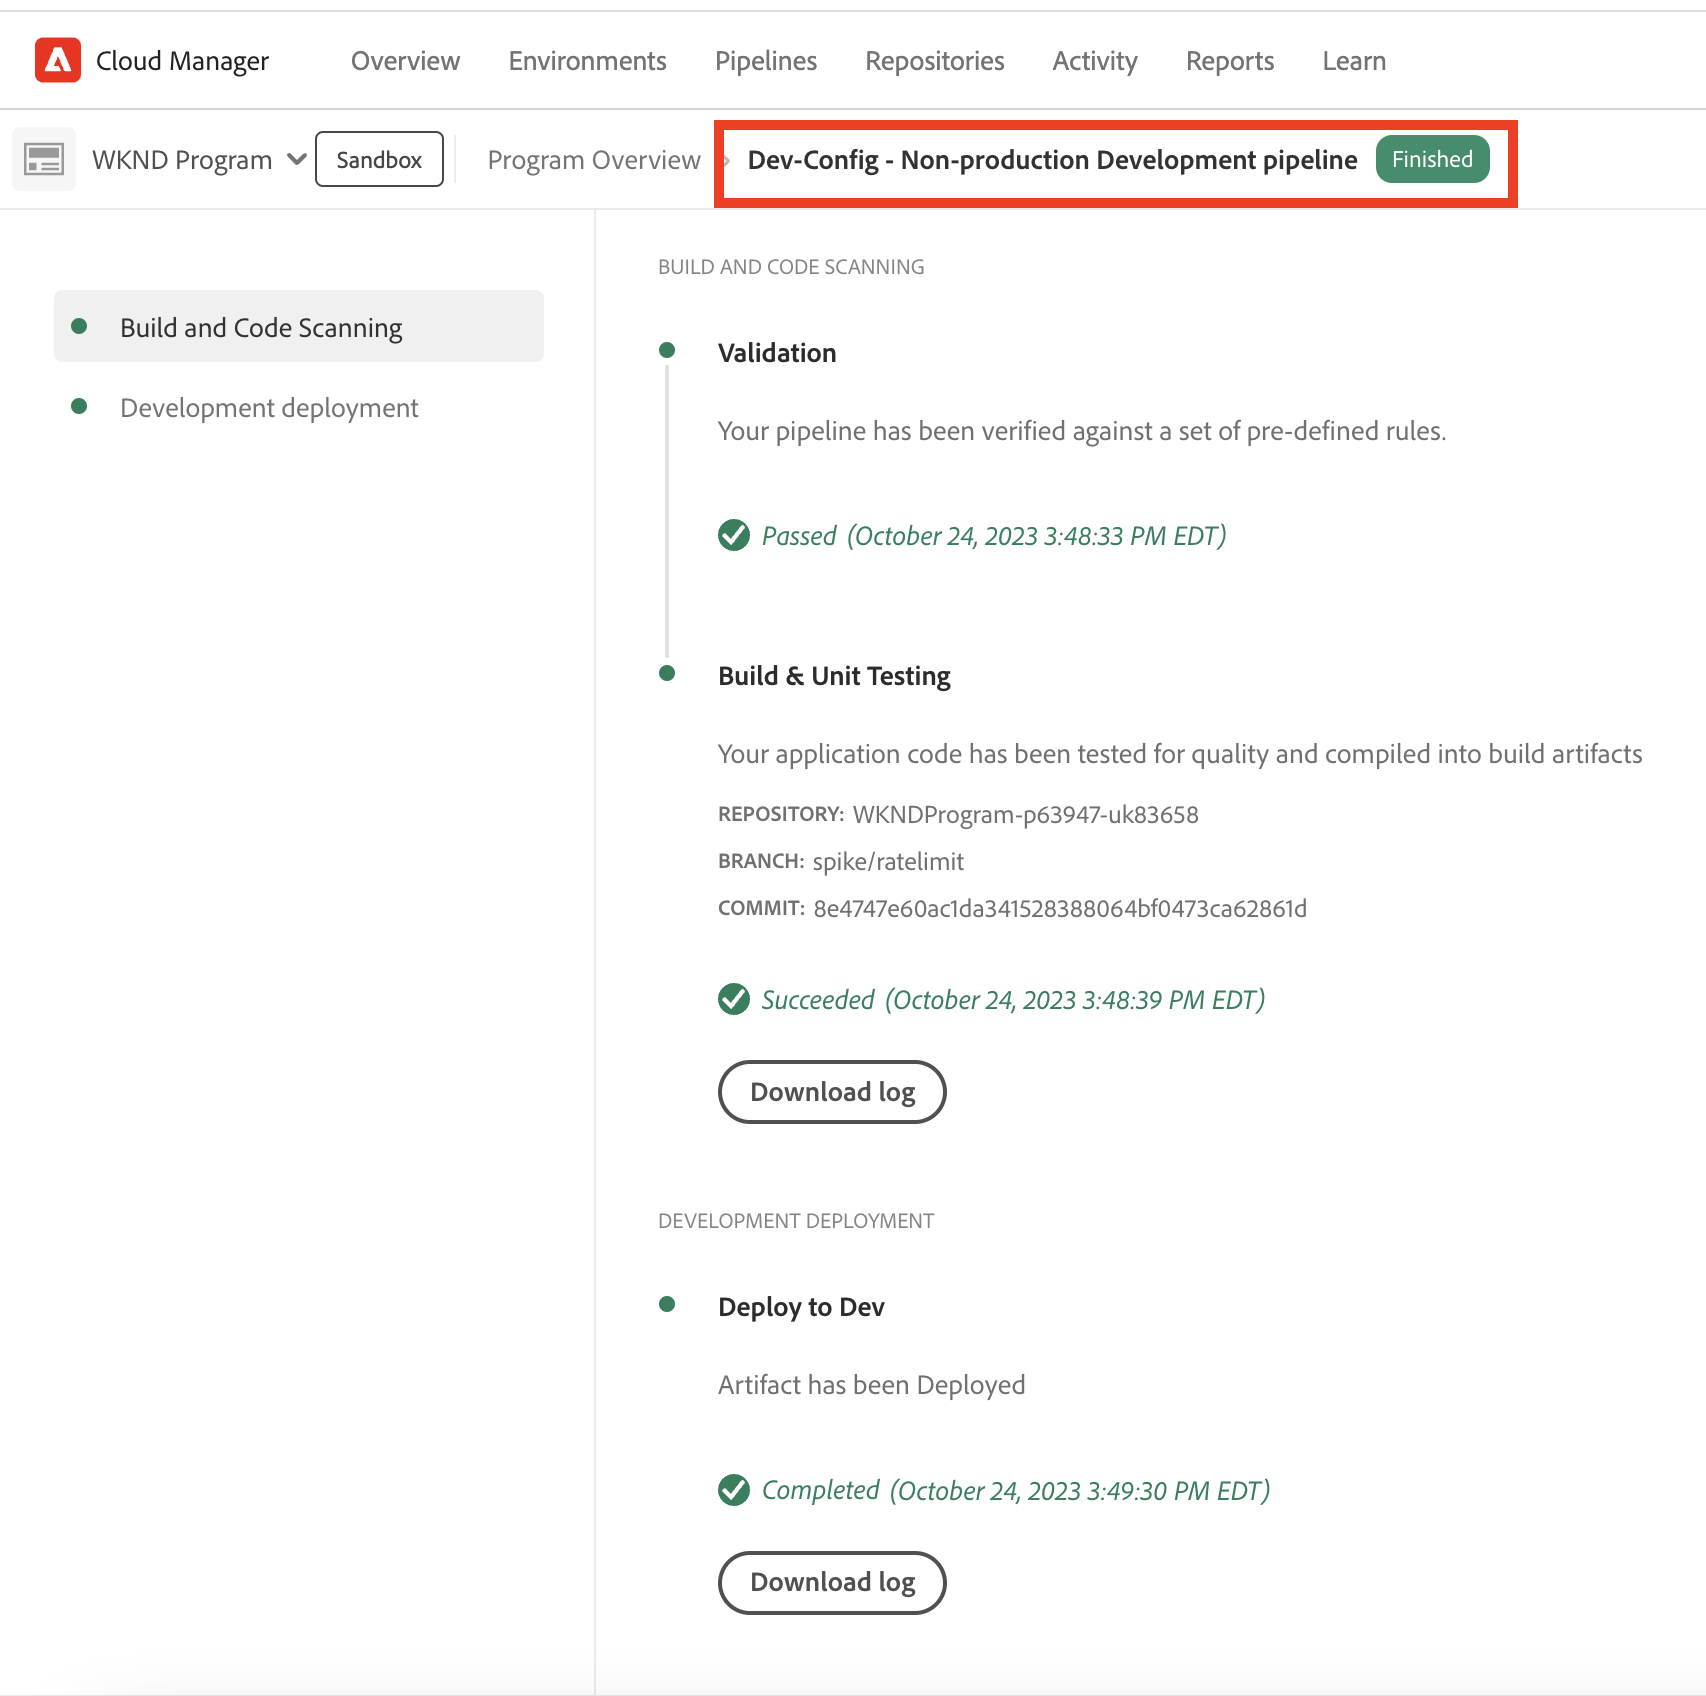 Cloud Manager Overview Environments Pipelines Repositories Activity Reports Learn
WKND Program Sandbox Program Overview Dev-Config - Non-production Development pipeline Finished
Build and Code Scanning
Development deployment
BUILD AND CODE SCANNING
Validation
Your pipeline has been verified against a set of pre-defined rules.
Passed (October 24, 2023 3:48:33 PM EDT)
Build & Unit Testing
Your application code has been tested for quality and compiled into build artifacts
REPOSITORY: WKNDProgram-p63947-uk83658
BRANCH: spike/ratelimit
COMMIT: 8e4747e60ac1da341528388064bf0473ca62861d
Succeeded (October 24, 2023 3:48:39 PM EDT)
Download log
DEVELOPMENT DEPLOYMENT
Deploy to Dev
Artifact has been Deployed
Completed (October 24, 2023 3:49:30 PM EDT)
Download log